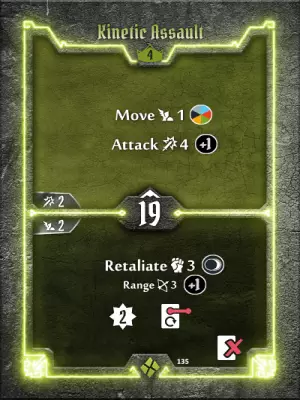 Kinetic Assault
4
Move 1
Attack 4 +1
2
19
2
Retaliate 3
Range 3 +1
2
135